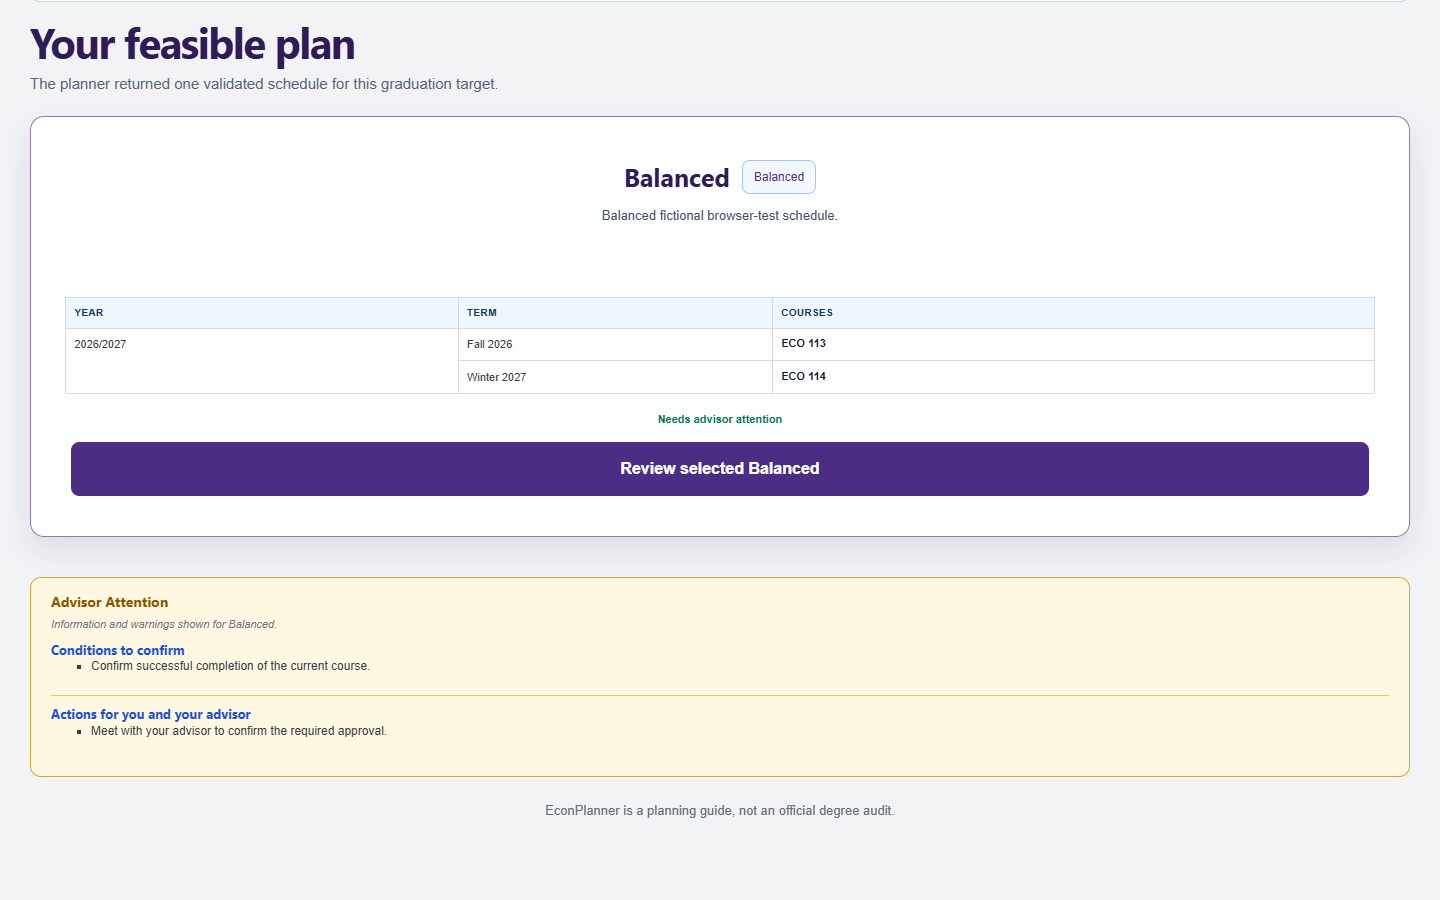 Your feasible plan
The planner returned one validated schedule for this graduation target.
Balanced Balanced
Balanced fictional browser-test schedule.
YEAR TERM COURSES
2026/2027 Fall 2026 ECO 113
Winter 2027 ECO 114
Needs advisor attention
Review selected Balanced
Advisor Attention
Information and warnings shown for Balanced.
Conditions to confirm
Confirm successful completion of the current course.
Actions for you and your advisor
Meet with your advisor to confirm the required approval.
EconPlanner is a planning guide, not an official degree audit.